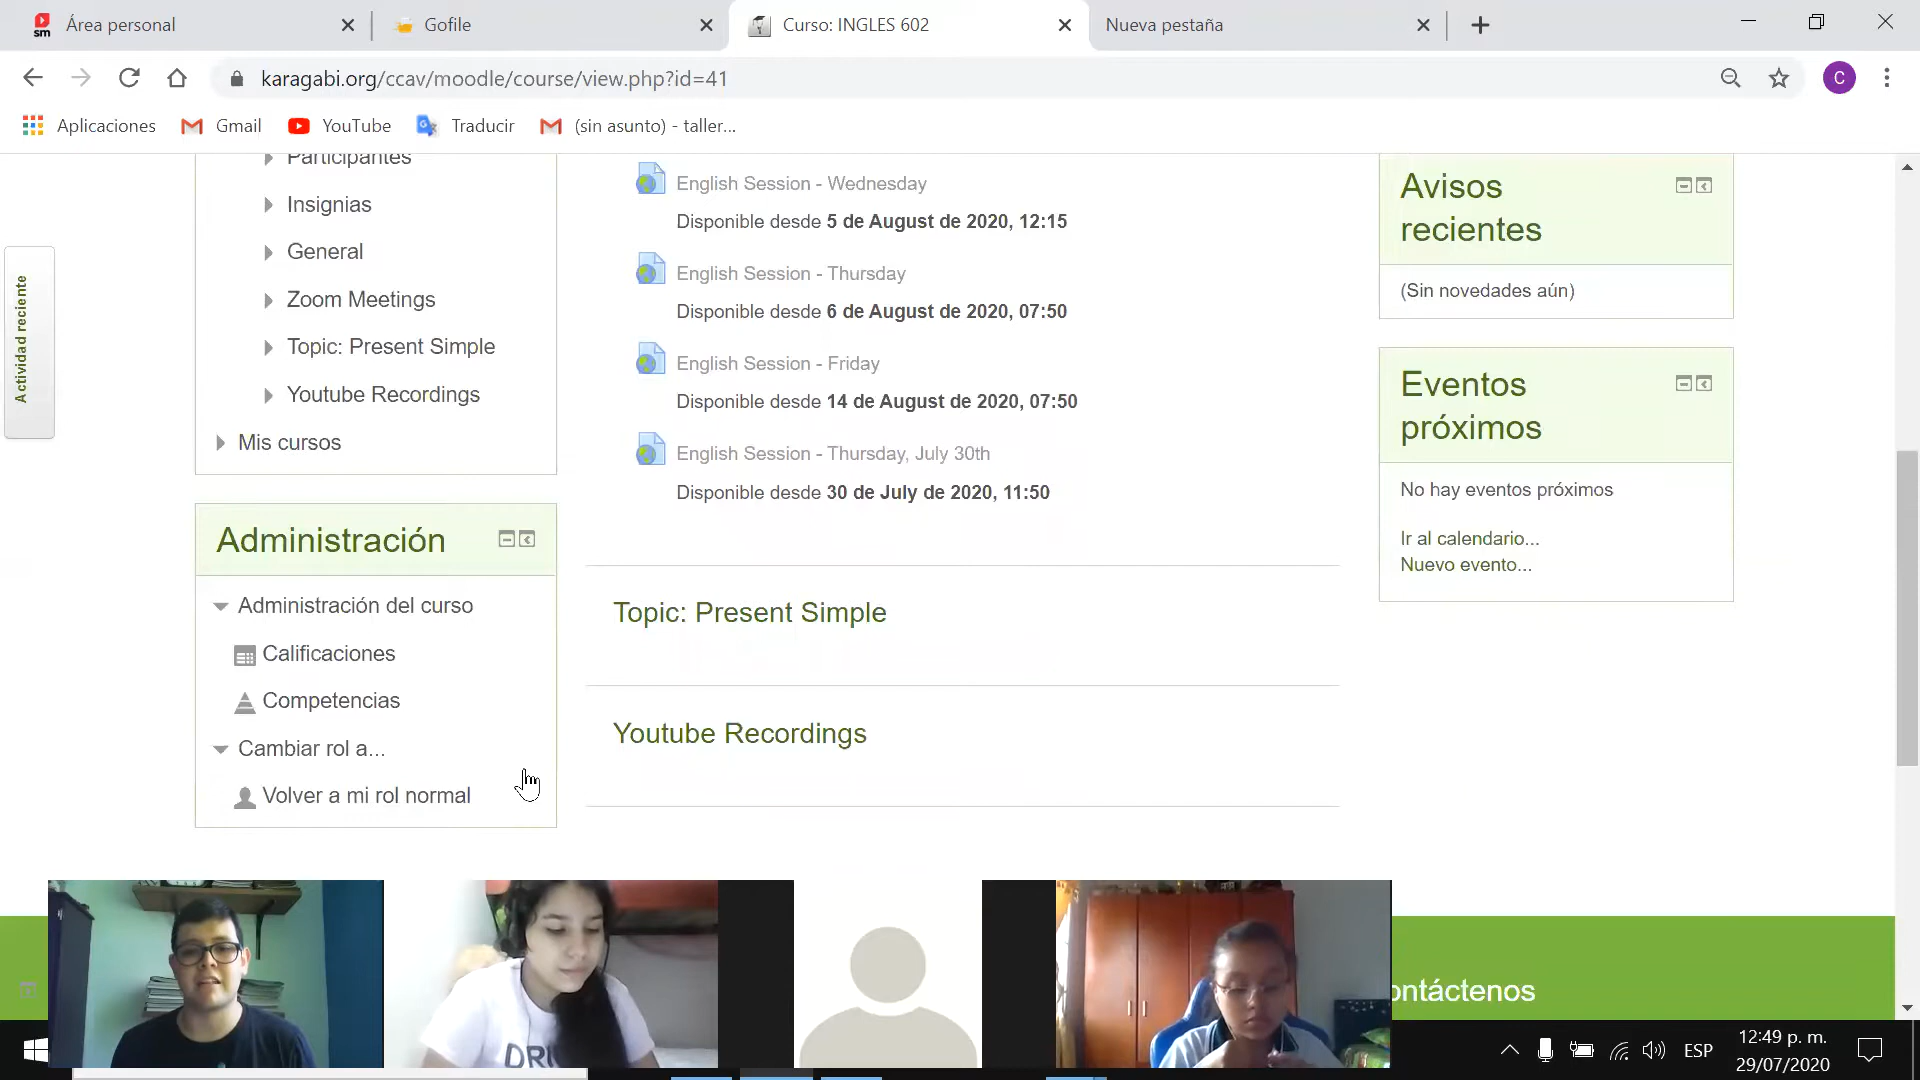 Área personal
Gofile
Curso: INGLES 602
Nueva pestaña
karagabi.org/ccav/moodle/course/view.php?id=41
C
Aplicaciones
Gmail
YouTube
Traducir
(sin asunto) - taller...
Actividad reciente
Participantes
Insignias
General
Zoom Meetings
Topic: Present Simple
Youtube Recordings
Mis cursos
Administración
Administración del curso
Calificaciones
Competencias
Cambiar rol a...
Volver a mi rol normal
English Session - Wednesday
Disponible desde 5 de August de 2020, 12:15
English Session - Thursday
Disponible desde 6 de August de 2020, 07:50
English Session - Friday
Disponible desde 14 de August de 2020, 07:50
English Session - Thursday, July 30th
Disponible desde 30 de July de 2020, 11:50
Topic: Present Simple
Youtube Recordings
Avisos
recientes
(Sin novedades aún)
Eventos
próximos
No hay eventos próximos
Ir al calendario...
Nuevo evento...
ontáctenos
ESP
12:49 p. m.
29/07/2020